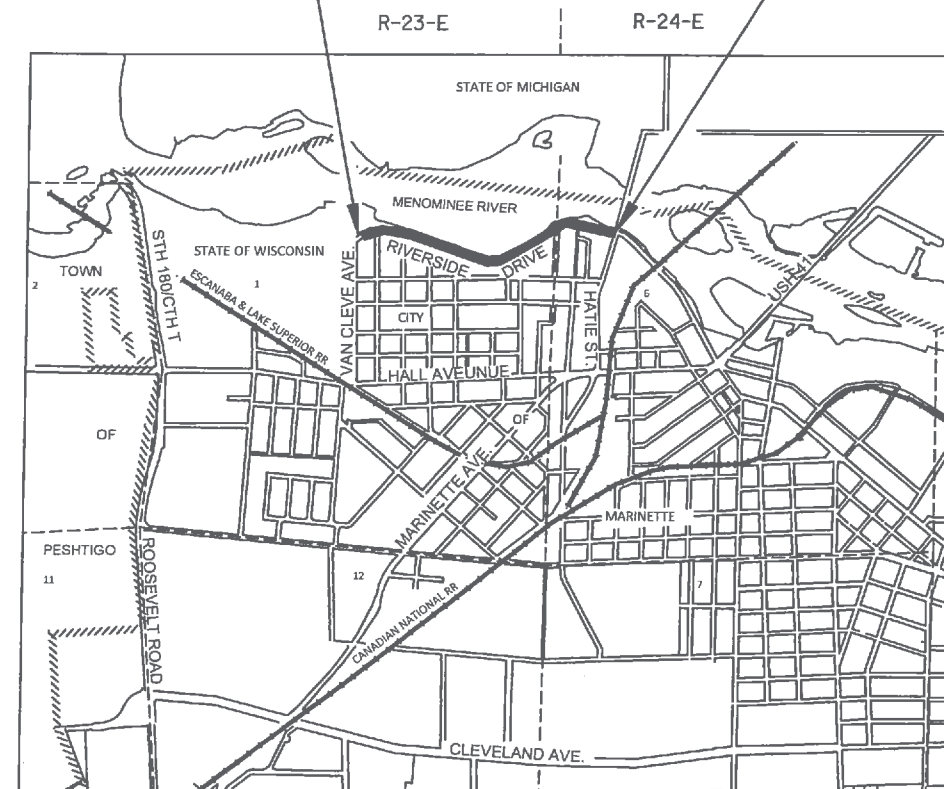 R-23-E
R-24-E
STATE OF MICHIGAN
MENOMINEE RIVER
STATE OF WISCONSIN
RIVERSIDE DRIVE
TOWN
2
1
6
STH 180/CTH T
ESCANABA & LAKE SUPERIOR RR
VAN CLEVE AVE.
HATIE ST.
USH 41
CITY
HALL AVEUNUE
OF
OF
MARINETTE AVE.
MARINETTE
PESHTIGO
11
12
7
ROOSEVELT ROAD
CANADIAN NATIONAL RR
CLEVELAND AVE.